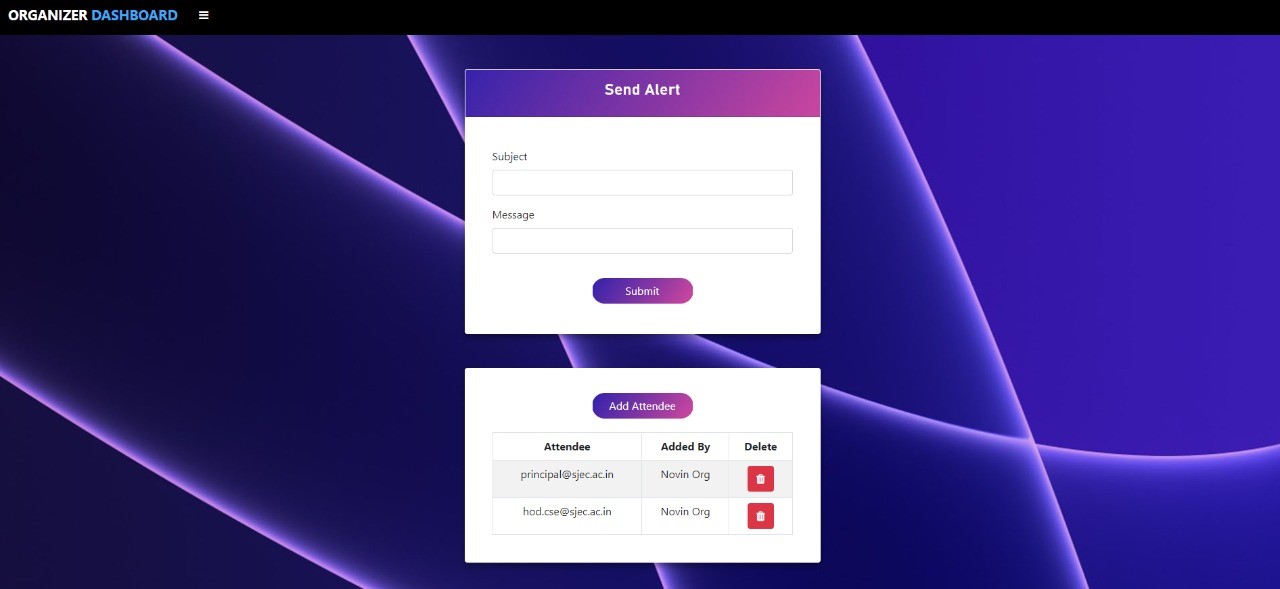 ORGANIZER DASHBOARD
Send Alert
Subject
Message
Submit
Add Attendee
Attendee Added By Delete
principal@sjec.ac.in Novin Org
hod.cse@sjec.ac.in Novin Org